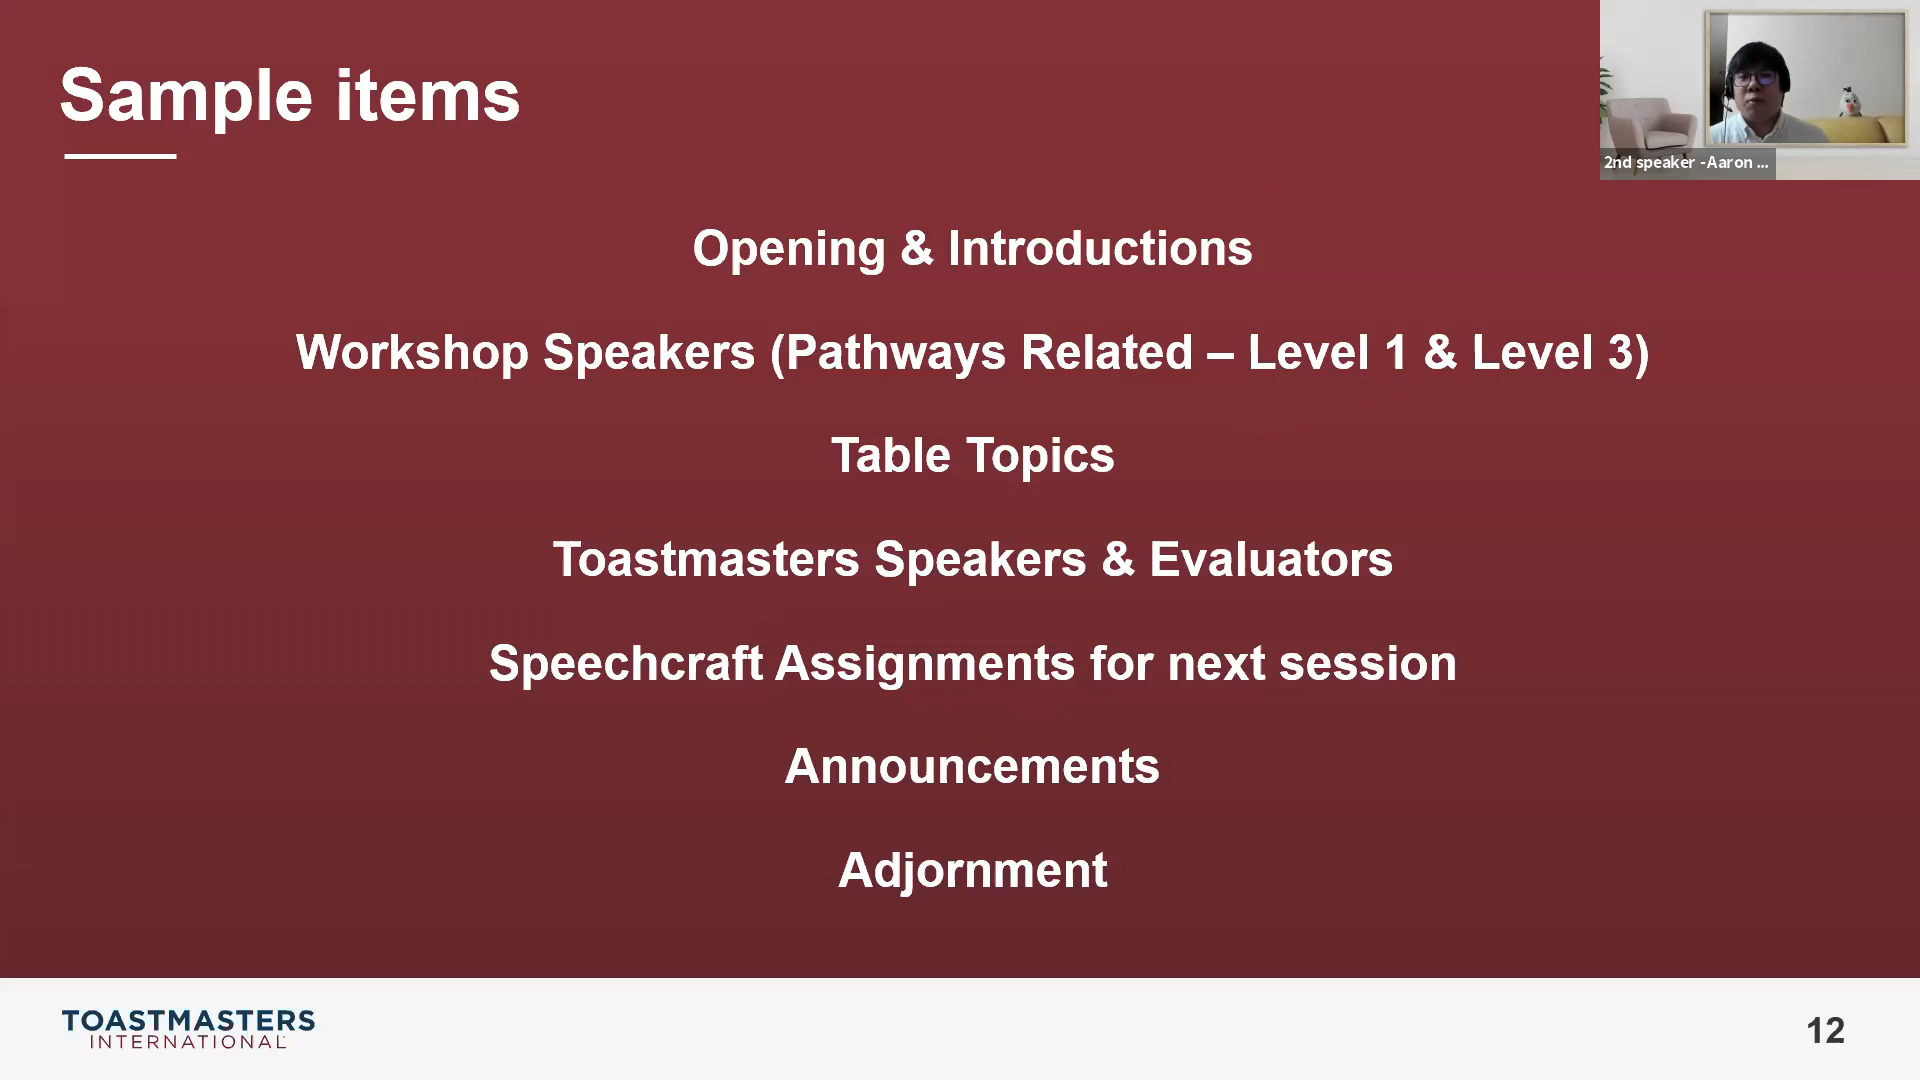 Sample items
2nd speaker -Aaron ...
Opening & Introductions
Workshop Speakers (Pathways Related – Level 1 & Level 3)
Table Topics
Toastmasters Speakers & Evaluators
Speechcraft Assignments for next session
Announcements
Adjornment
TOASTMASTERS
INTERNATIONAL
12